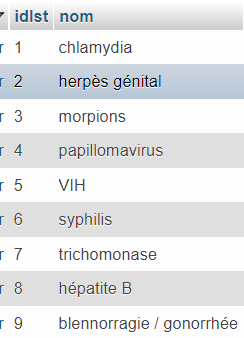 idIst nom
r 1 chlamydia
r 2 herpès génital
r 3 morpions
r 4 papillomavirus
r 5 VIH
r 6 syphilis
r 7 trichomonase
r 8 hépatite B
r 9 blennorragie / gonorrhée